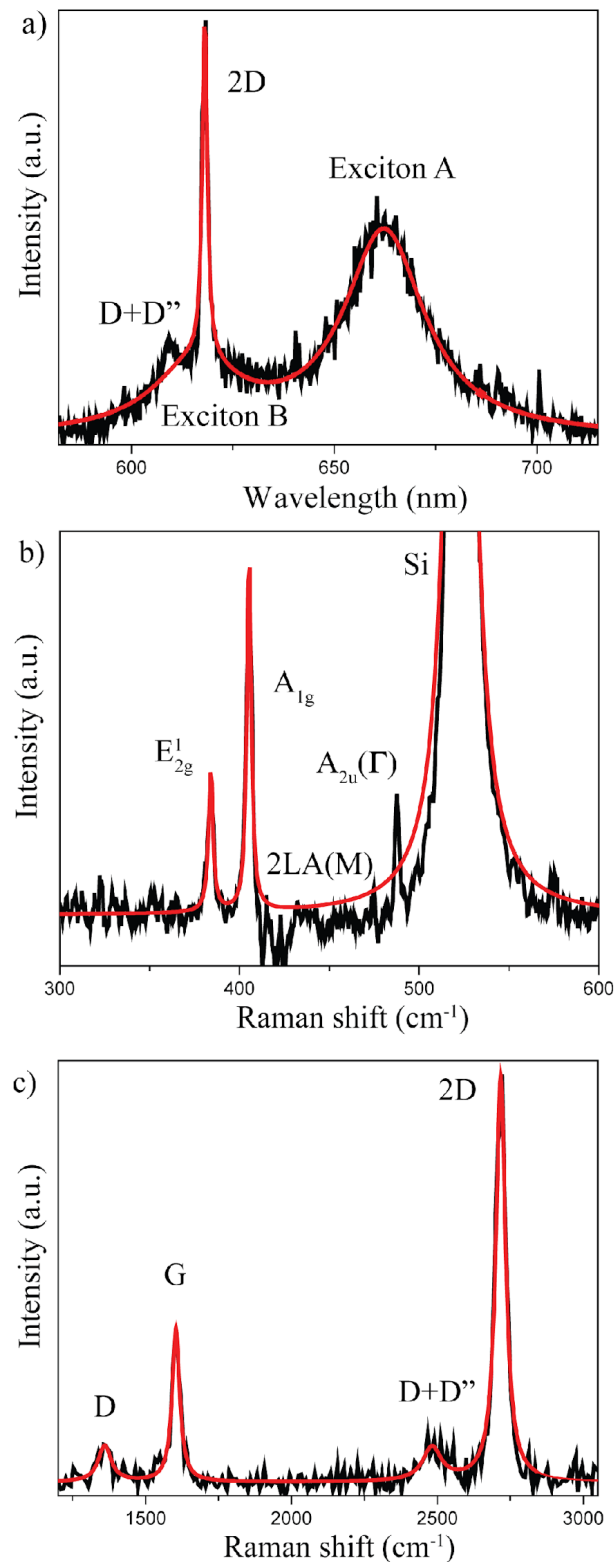 a)
2D
Exciton A
D+D”
Exciton B
Intensity (a.u.)
600 650 700
Wavelength (nm)
b)
Si
A1g
E12g
A2u(Γ)
2LA(M)
Intensity (a.u.)
300 400 500 600
Raman shift (cm-1)
c)
2D
G
D+D”
D
Intensity (a.u.)
1500 2000 2500 3000
Raman shift (cm-1)